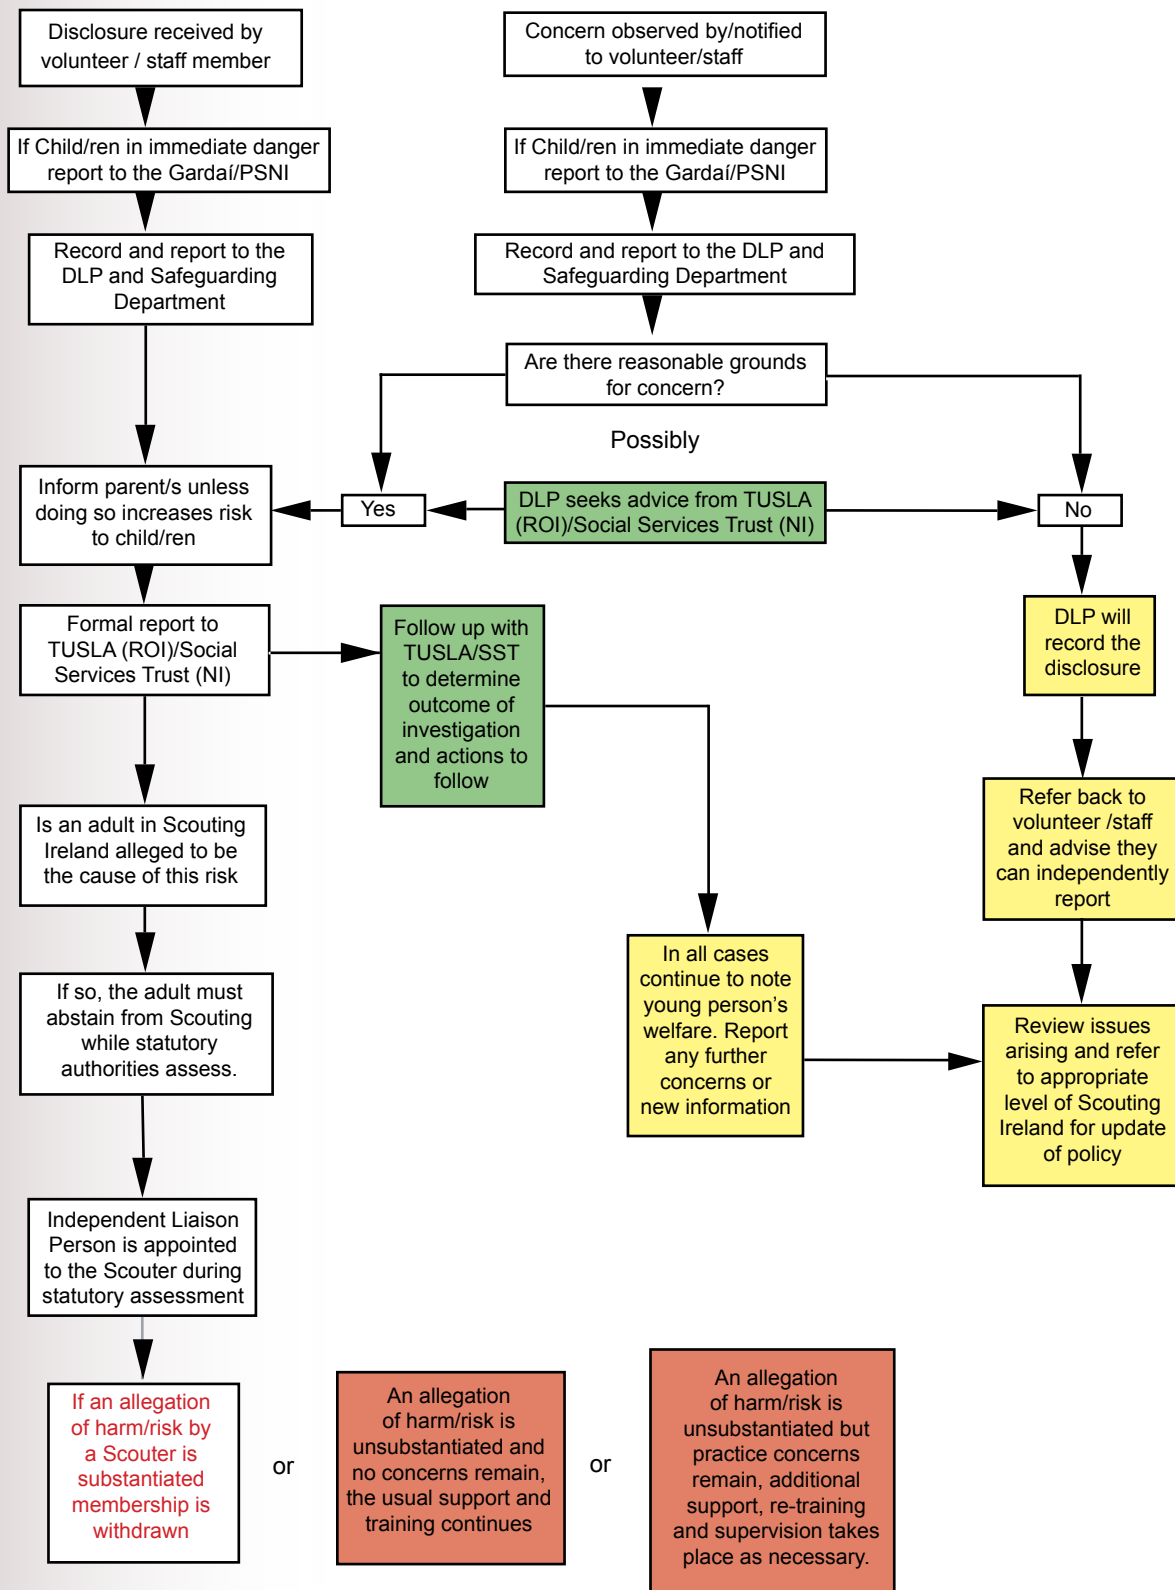 Disclosure received by
volunteer / staff member
Concern observed by/notified
to volunteer/staff
If Child/ren in immediate danger
report to the Gardaí/PSNI
If Child/ren in immediate danger
report to the Gardaí/PSNI
Record and report to the
DLP and Safeguarding
Department
Record and report to the DLP and
Safeguarding Department
Are there reasonable grounds
for concern?
Possibly
Inform parent/s unless
doing so increases risk
to child/ren
Yes
DLP seeks advice from TUSLA
(ROI)/Social Services Trust (NI)
No
Formal report to
TUSLA (ROI)/Social
Services Trust (NI)
Follow up with
TUSLA/SST
to determine
outcome of
investigation
and actions to
follow
DLP will
record the
disclosure
Refer back to
volunteer /staff
and advise they
can independently
report
Is an adult in Scouting
Ireland alleged to be
the cause of this risk
In all cases
continue to note
young person's
welfare. Report
any further
concerns or
new information
If so, the adult must
abstain from Scouting
while statutory
authorities assess.
Review issues
arising and refer
to appropriate
level of Scouting
Ireland for update
of policy
Independent Liaison
Person is appointed
to the Scouter during
statutory assessment
If an allegation
of harm/risk by
a Scouter is
substantiated
membership is
withdrawn
or
An allegation
of harm/risk is
unsubstantiated and
no concerns remain,
the usual support and
training continues
or
An allegation
of harm/risk is
unsubstantiated but
practice concerns
remain, additional
support, re-training
and supervision takes
place as necessary.